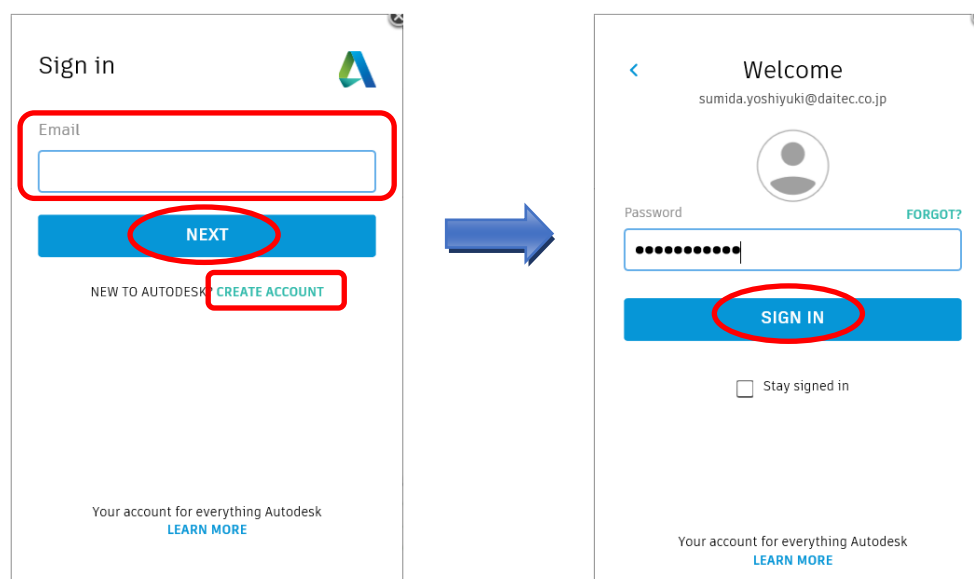 Sign in
Email
NEXT
NEW TO AUTODESK? CREATE ACCOUNT
Your account for everything Autodesk
LEARN MORE
Welcome
sumida.yoshiyuki@daitec.co.jp
Password FORGOT?
●●●●●●●●●●●
SIGN IN
Stay signed in
Your account for everything Autodesk
LEARN MORE